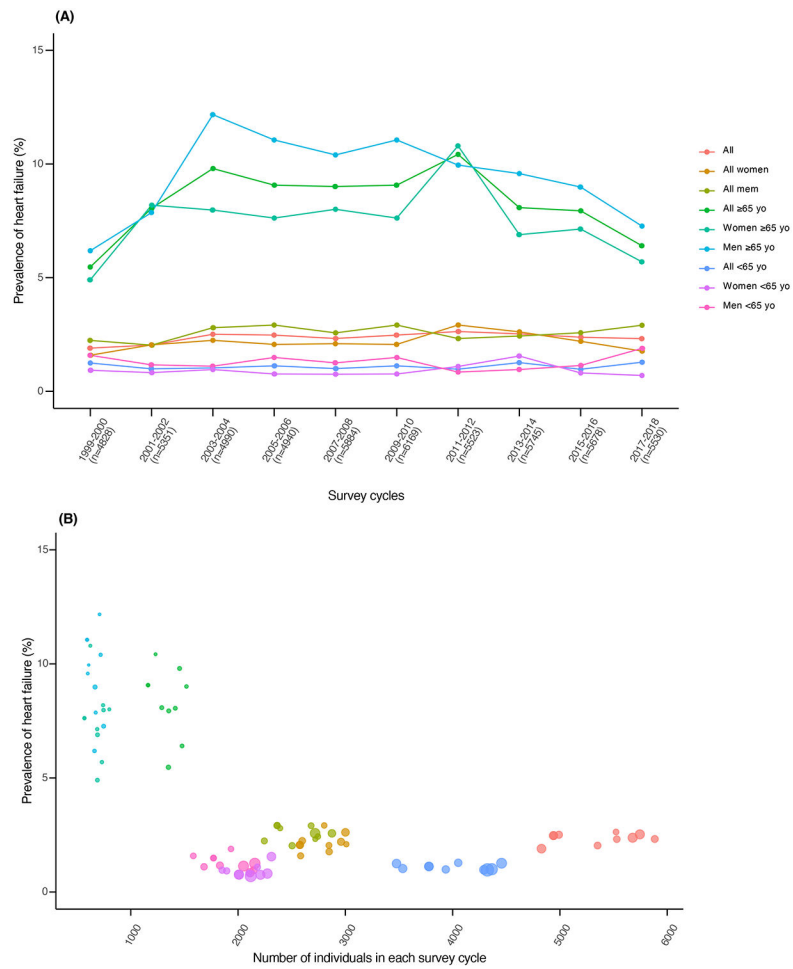 (A)
15
10
5
0
Prevalence of heart failure (%)
1999-2000
(n=4828)
2001-2002
(n=5351)
2003-2004
(n=4990)
2005-2006
(n=4940)
2007-2008
(n=5884)
2009-2010
(n=6169)
2011-2012
(n=5523)
2013-2014
(n=5745)
2015-2016
(n=5678)
2017-2018
(n=5530)
Survey cycles
All
All women
All mem
All ≥65 yo
Women ≥65 yo
Men ≥65 yo
All <65 yo
Women <65 yo
Men <65 yo
(B)
15
10
5
0
Prevalence of heart failure (%)
1000
2000
3000
4000
5000
6000
Number of individuals in each survey cycle